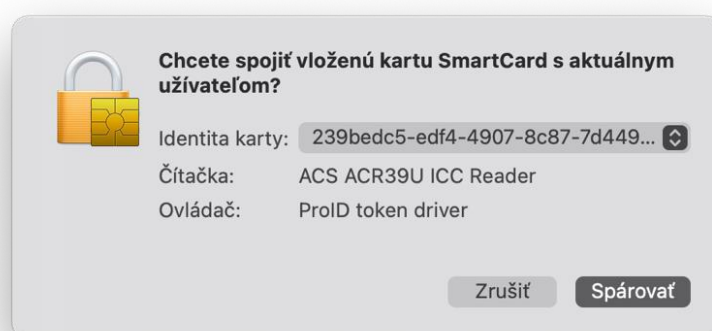 Chcete spojiť vloženú kartu SmartCard s aktuálnym
užívateľom?
Identita karty: 239bedc5-edf4-4907-8c87-7d449...
Čítačka: ACS ACR39U ICC Reader
Ovládač: ProID token driver
Zrušiť Spárovať